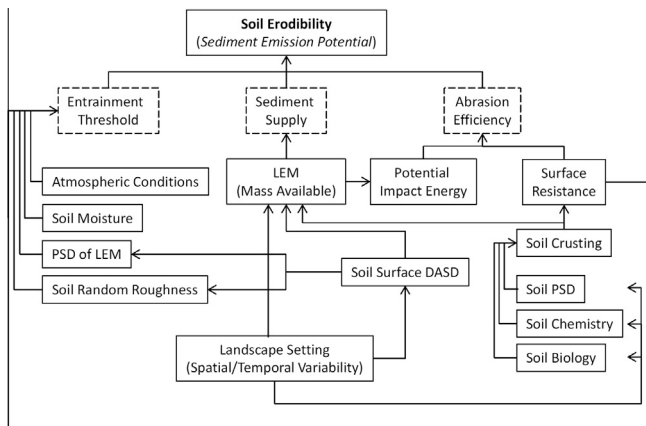 Soil Erodibility
(Sediment Emission Potential)
Entrainment
Threshold
Sediment
Supply
Abrasion
Efficiency
Atmospheric Conditions
LEM
(Mass Available)
Potential
Impact Energy
Surface
Resistance
Soil Moisture
PSD of LEM
Soil Crusting
Soil Random Roughness
Soil Surface DASD
Soil PSD
Soil Chemistry
Landscape Setting
(Spatial/Temporal Variability)
Soil Biology